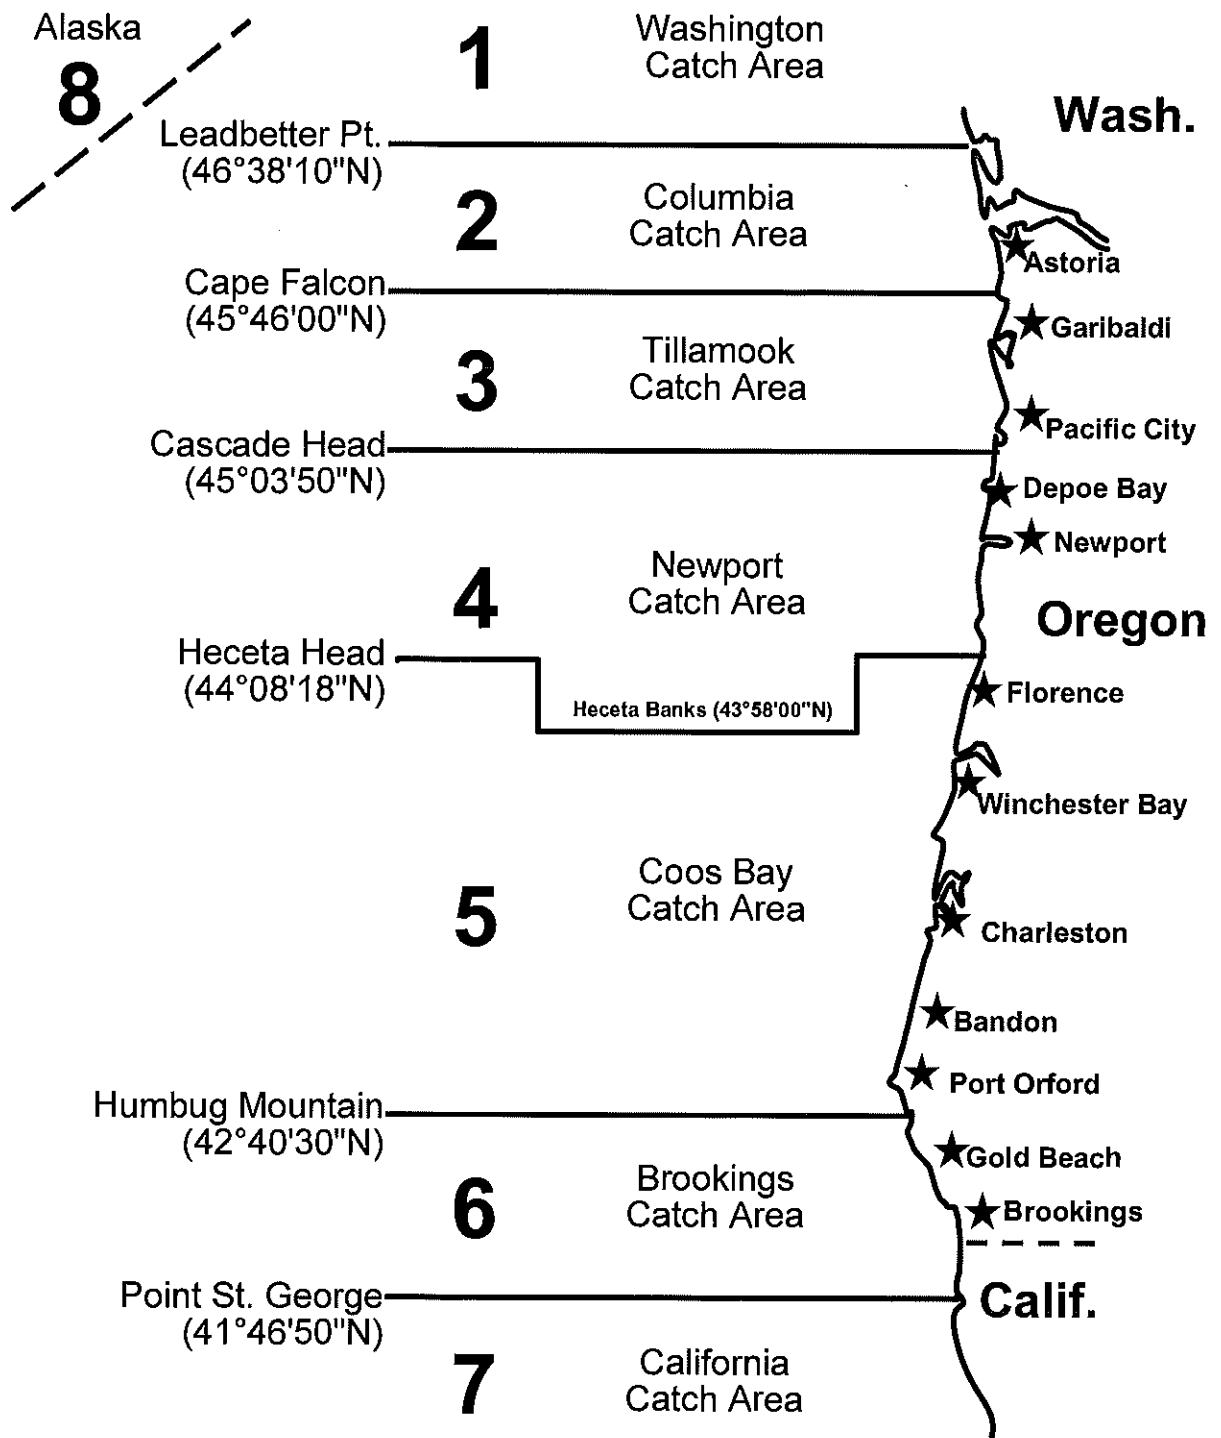 Alaska
8
1
Washington
Catch Area
Wash.
Leadbetter Pt.
(46°38'10"N)
2
Columbia
Catch Area
Astoria
Cape Falcon
(45°46'00"N)
Garibaldi
3
Tillamook
Catch Area
Pacific City
Cascade Head
(45°03'50"N)
Depoe Bay
Newport
4
Newport
Catch Area
Oregon
Heceta Head
(44°08'18"N)
Heceta Banks (43°58'00"N)
Florence
Winchester Bay
5
Coos Bay
Catch Area
Charleston
Bandon
Port Orford
Humbug Mountain
(42°40'30"N)
Gold Beach
6
Brookings
Catch Area
Brookings
Point St. George
(41°46'50"N)
Calif.
7
California
Catch Area